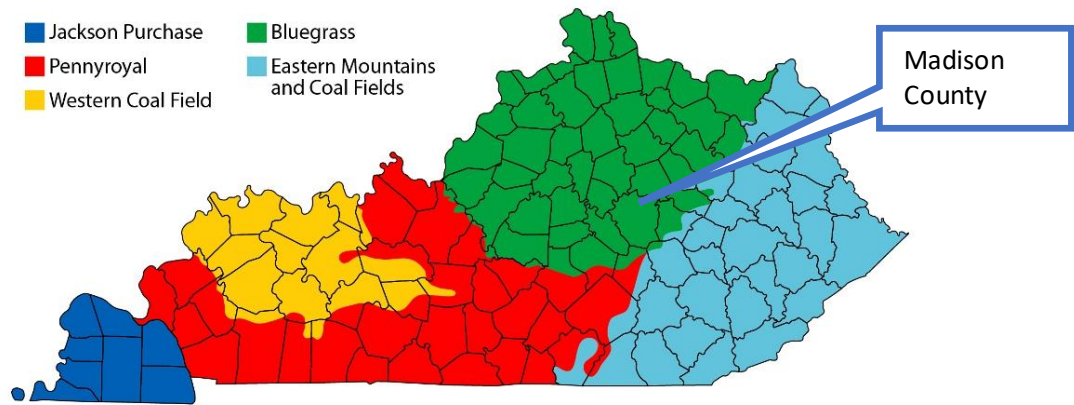 Jackson Purchase
Pennyroyal
Western Coal Field
Bluegrass
Eastern Mountains
and Coal Fields
Madison
County